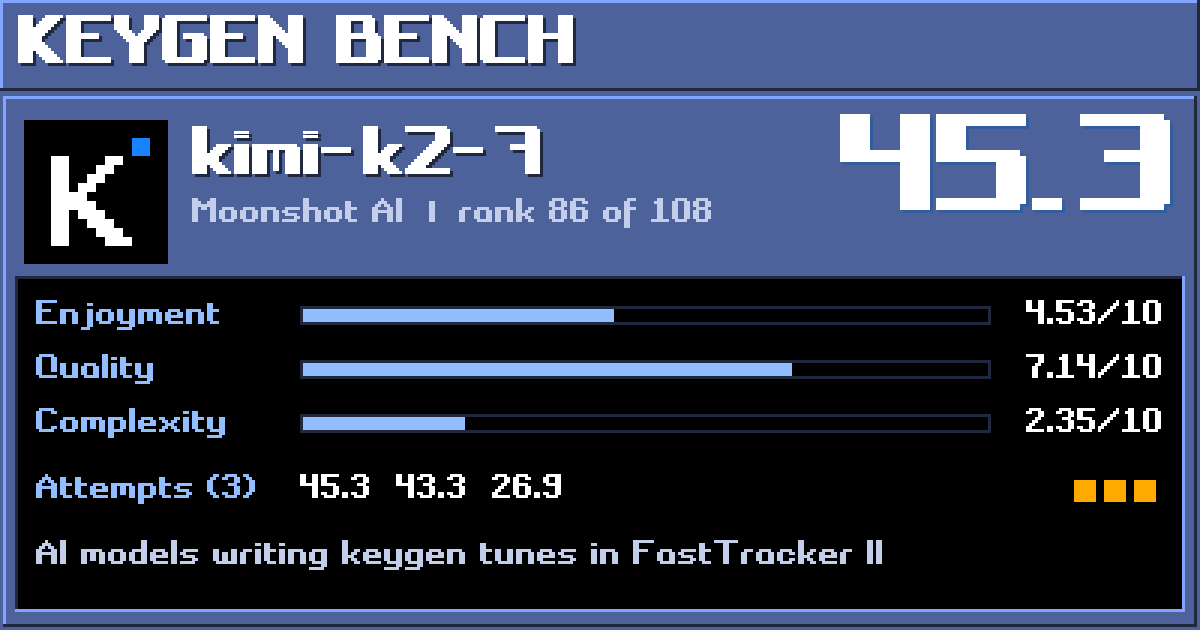 KEYGEN BENCH
K
kimi-k2-7
45.3
Moonshot AI | rank 86 of 108
Enjoyment 4.53/10
Quality 7.14/10
Complexity 2.35/10
Attempts (3) 45.3 43.3 26.9
AI models writing keygen tunes in FastTracker II